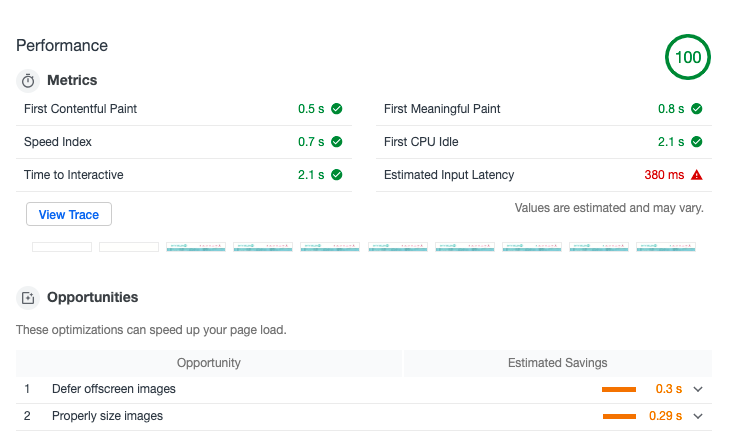 Performance
100
Metrics
First Contentful Paint 0.5 s
First Meaningful Paint 0.8 s
Speed Index 0.7 s
First CPU Idle 2.1 s
Time to Interactive 2.1 s
Estimated Input Latency 380 ms
View Trace
Values are estimated and may vary.
Opportunities
These optimizations can speed up your page load.
Opportunity Estimated Savings
1 Defer offscreen images 0.3 s
2 Properly size images 0.29 s